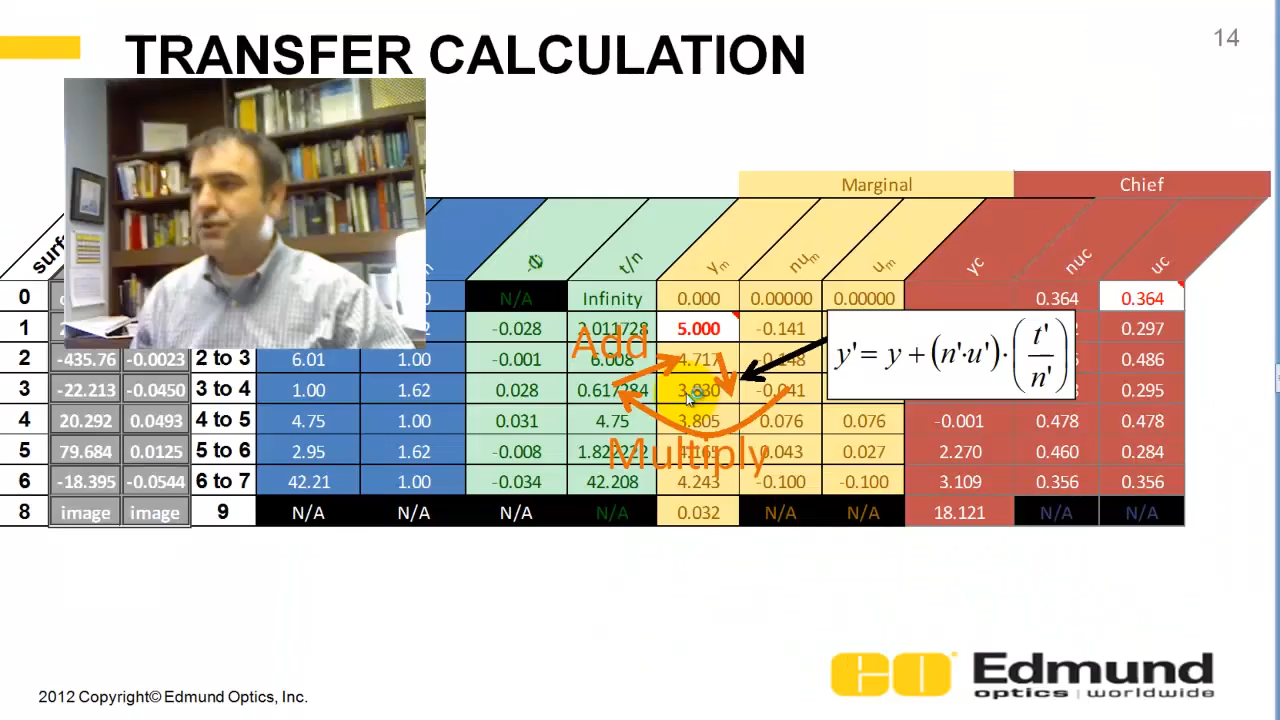 TRANSFER CALCULATION
14
Marginal Chief
surf -Φ t/n ym num um yc nuc uc
0 N/A Infinity 0.000 0.00000 0.00000 0.364 0.364
1 -0.028 5.000 -0.141 0.297
Add
2 -435.76 -0.0023 2 to 3 6.01 1.00 -0.001 6.008 4.717 -0.148 0.486
y'= y + (n'·u')·(t'/n')
3 -22.213 -0.0450 3 to 4 1.00 1.62 0.028 0.617284 -0.041 0.295
4 20.292 0.0493 4 to 5 4.75 1.00 0.031 4.75 3.805 0.076 0.076 -0.001 0.478 0.478
5 79.684 0.0125 5 to 6 2.95 1.62 -0.008 0.043 0.027 2.270 0.460 0.284
Multiply
6 -18.395 -0.0544 6 to 7 42.21 1.00 -0.034 42.208 4.243 -0.100 -0.100 3.109 0.356 0.356
8 image image 9 N/A N/A N/A N/A 0.032 N/A N/A 18.121 N/A N/A
EO Edmund
optics | worldwide
2012 Copyright© Edmund Optics, Inc.